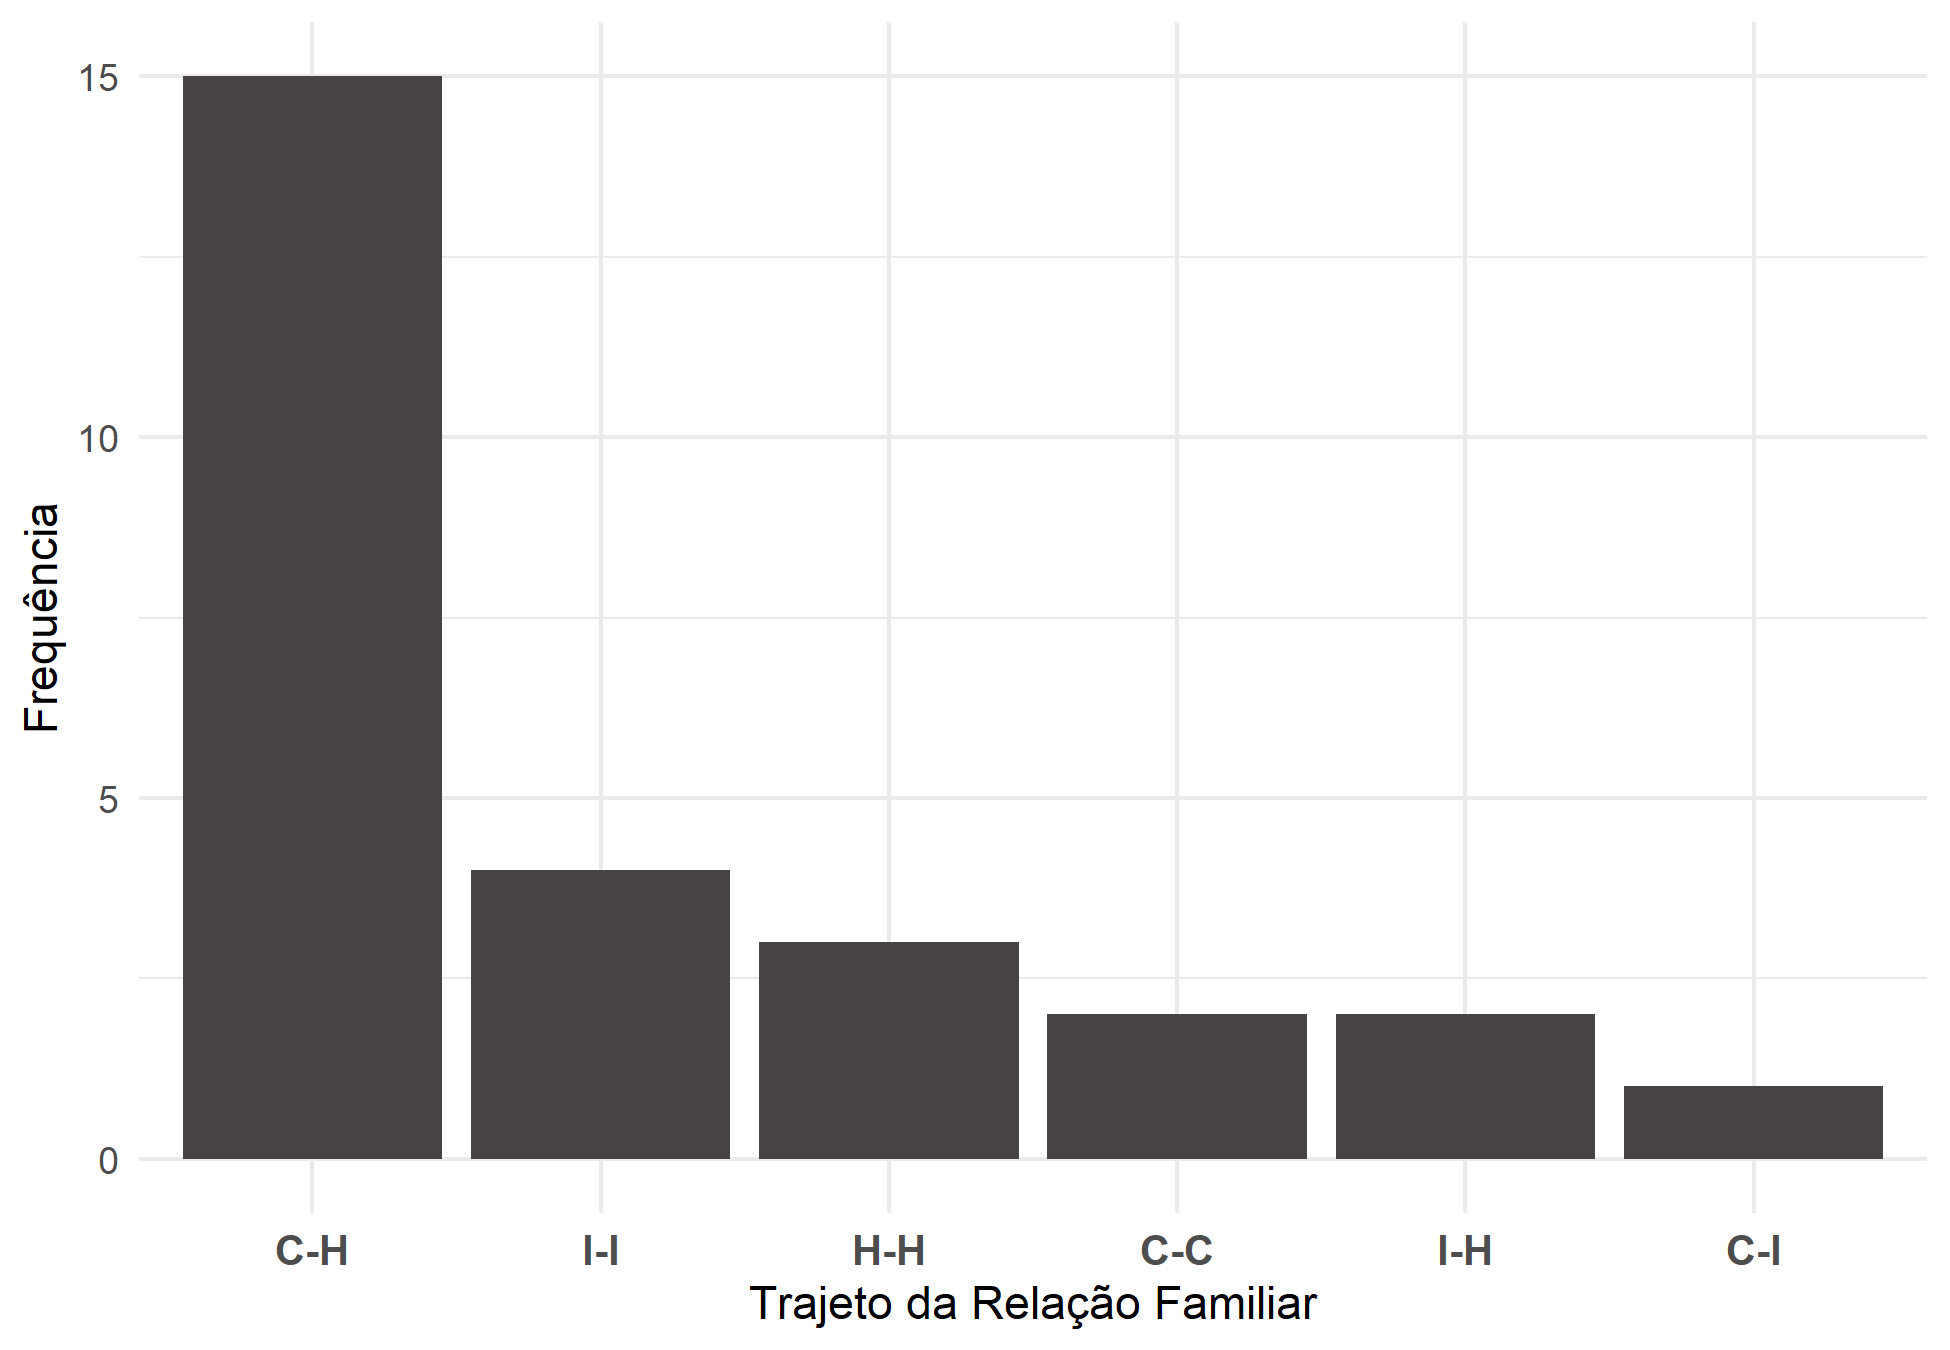 15
10
5
0
Frequência
C-H I-I H-H C-C I-H C-I
Trajeto da Relação Familiar